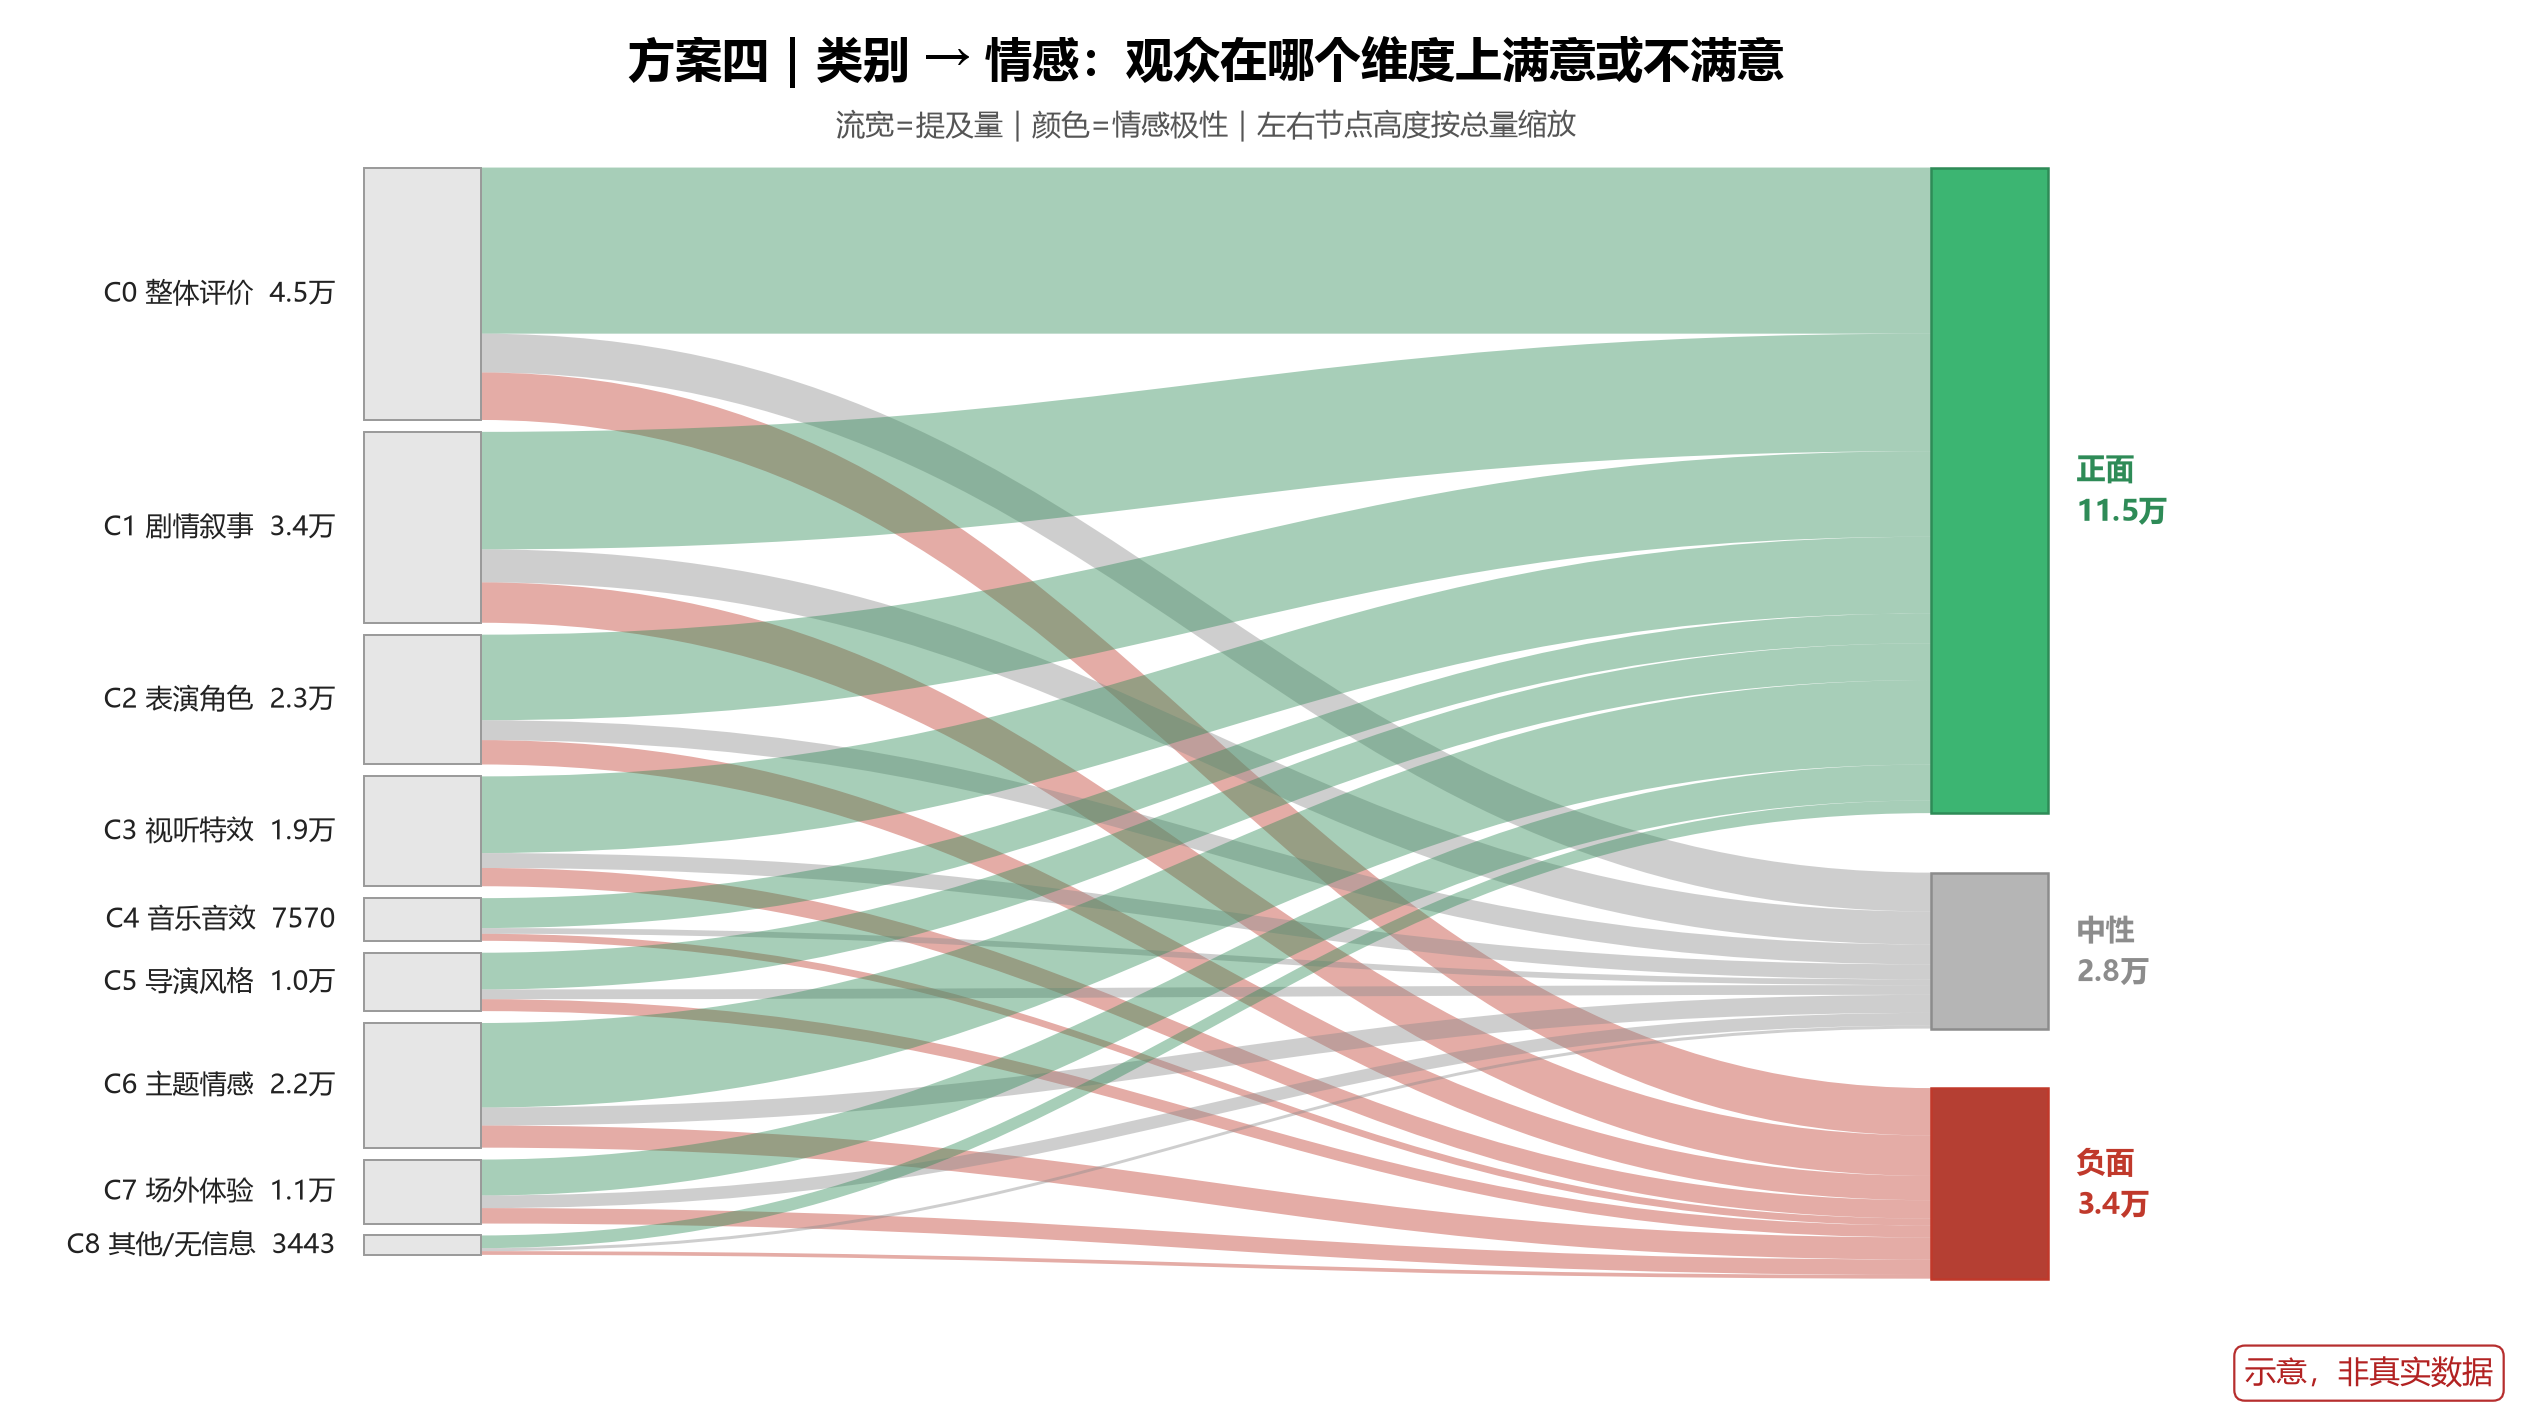 方案四｜类别 → 情感：观众在哪个维度上满意或不满意
流宽=提及量｜颜色=情感极性｜左右节点高度按总量缩放
C0 整体评价 4.5万
C1 剧情叙事 3.4万
C2 表演角色 2.3万
C3 视听特效 1.9万
C4 音乐音效 7570
C5 导演风格 1.0万
C6 主题情感 2.2万
C7 场外体验 1.1万
C8 其他/无信息 3443
正面
11.5万
中性
2.8万
负面
3.4万
示意，非真实数据